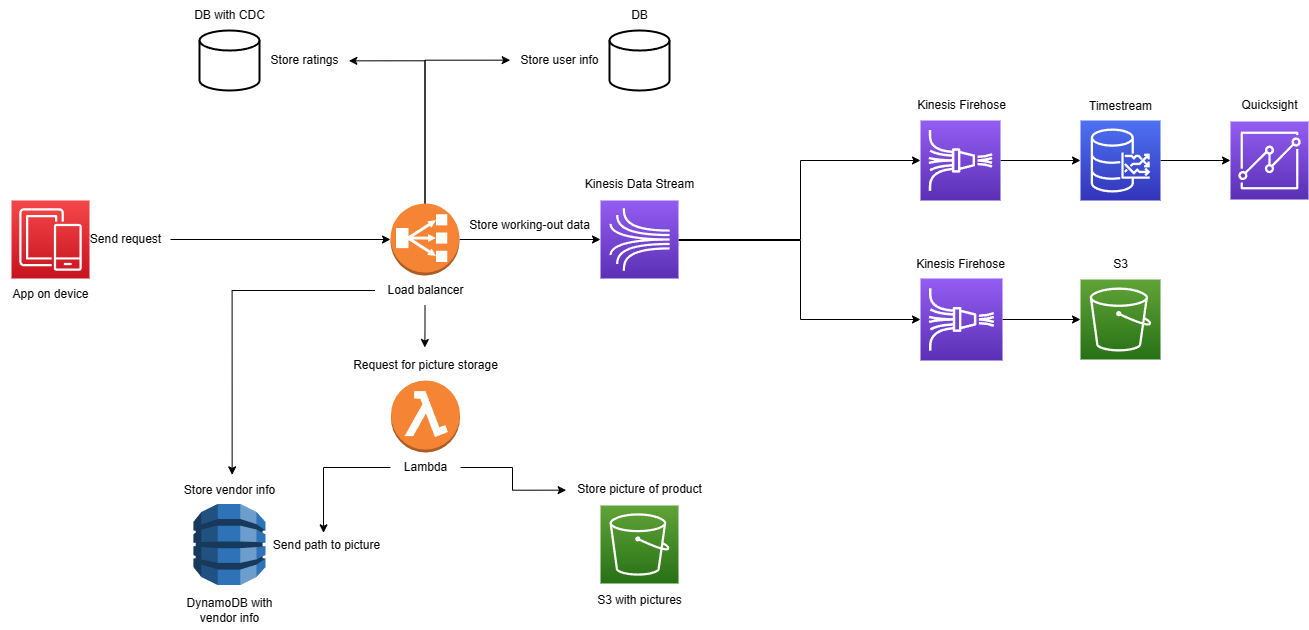 DB with CDC
DB
Store ratings
Store user info
Kinesis Firehose
Timestream
Quicksight
Kinesis Data Stream
Send request
Store working-out data
App on device
Load balancer
Kinesis Firehose
S3
Request for picture storage
Lambda
Store vendor info
Store picture of product
Send path to picture
DynamoDB with
vendor info
S3 with pictures